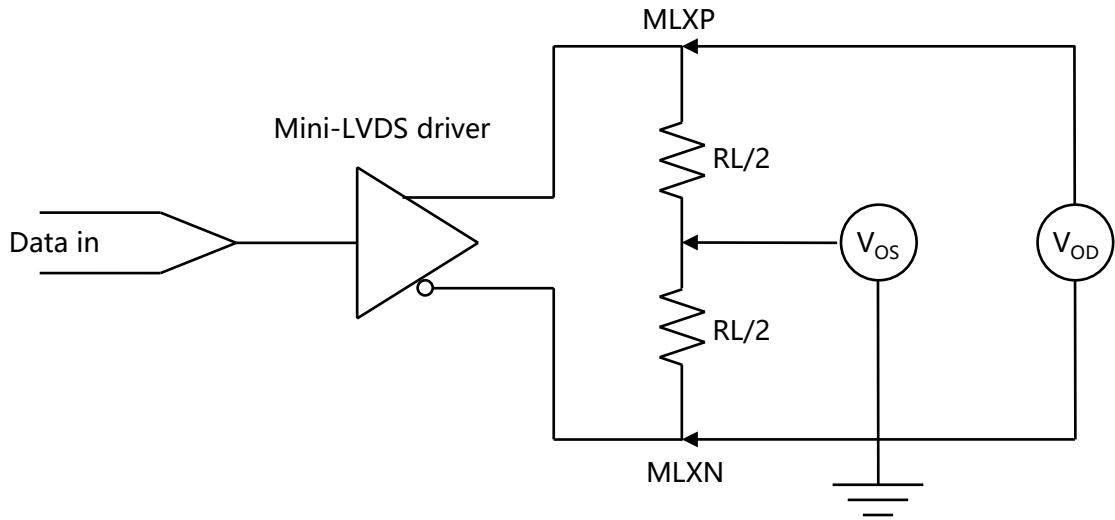 MLXP
Mini-LVDS driver
RL/2
Data in
VOS
VOD
RL/2
MLXN